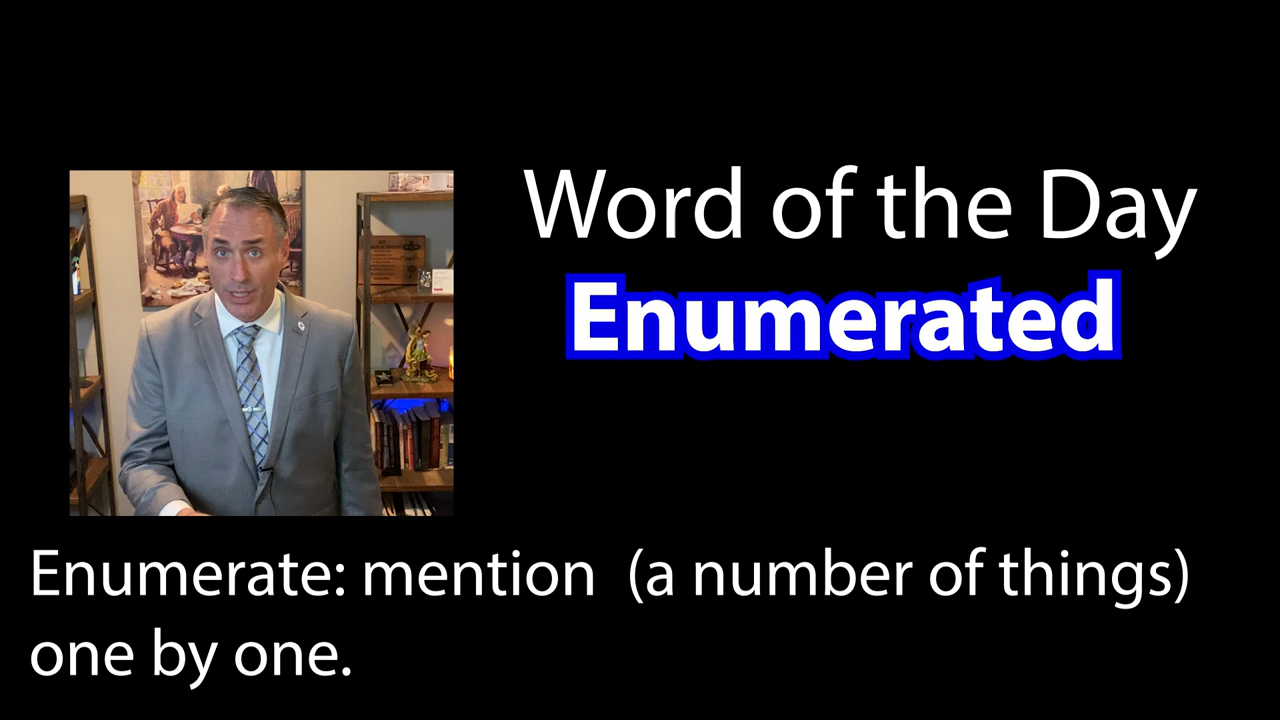 Word of the Day
Enumerated
Enumerate: mention (a number of things)
one by one.